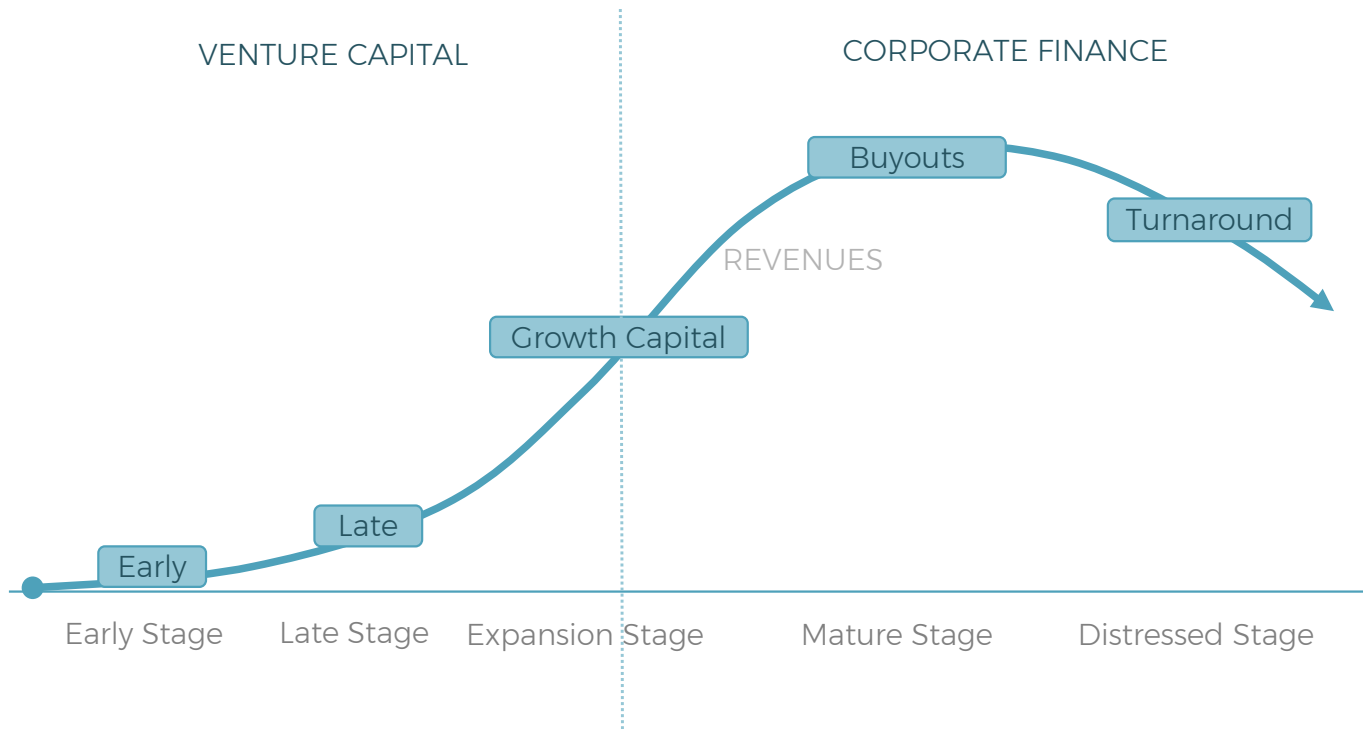 VENTURE CAPITAL
CORPORATE FINANCE
Buyouts
Turnaround
REVENUES
Growth Capital
Late
Early
Early Stage
Late Stage
Expansion Stage
Mature Stage
Distressed Stage